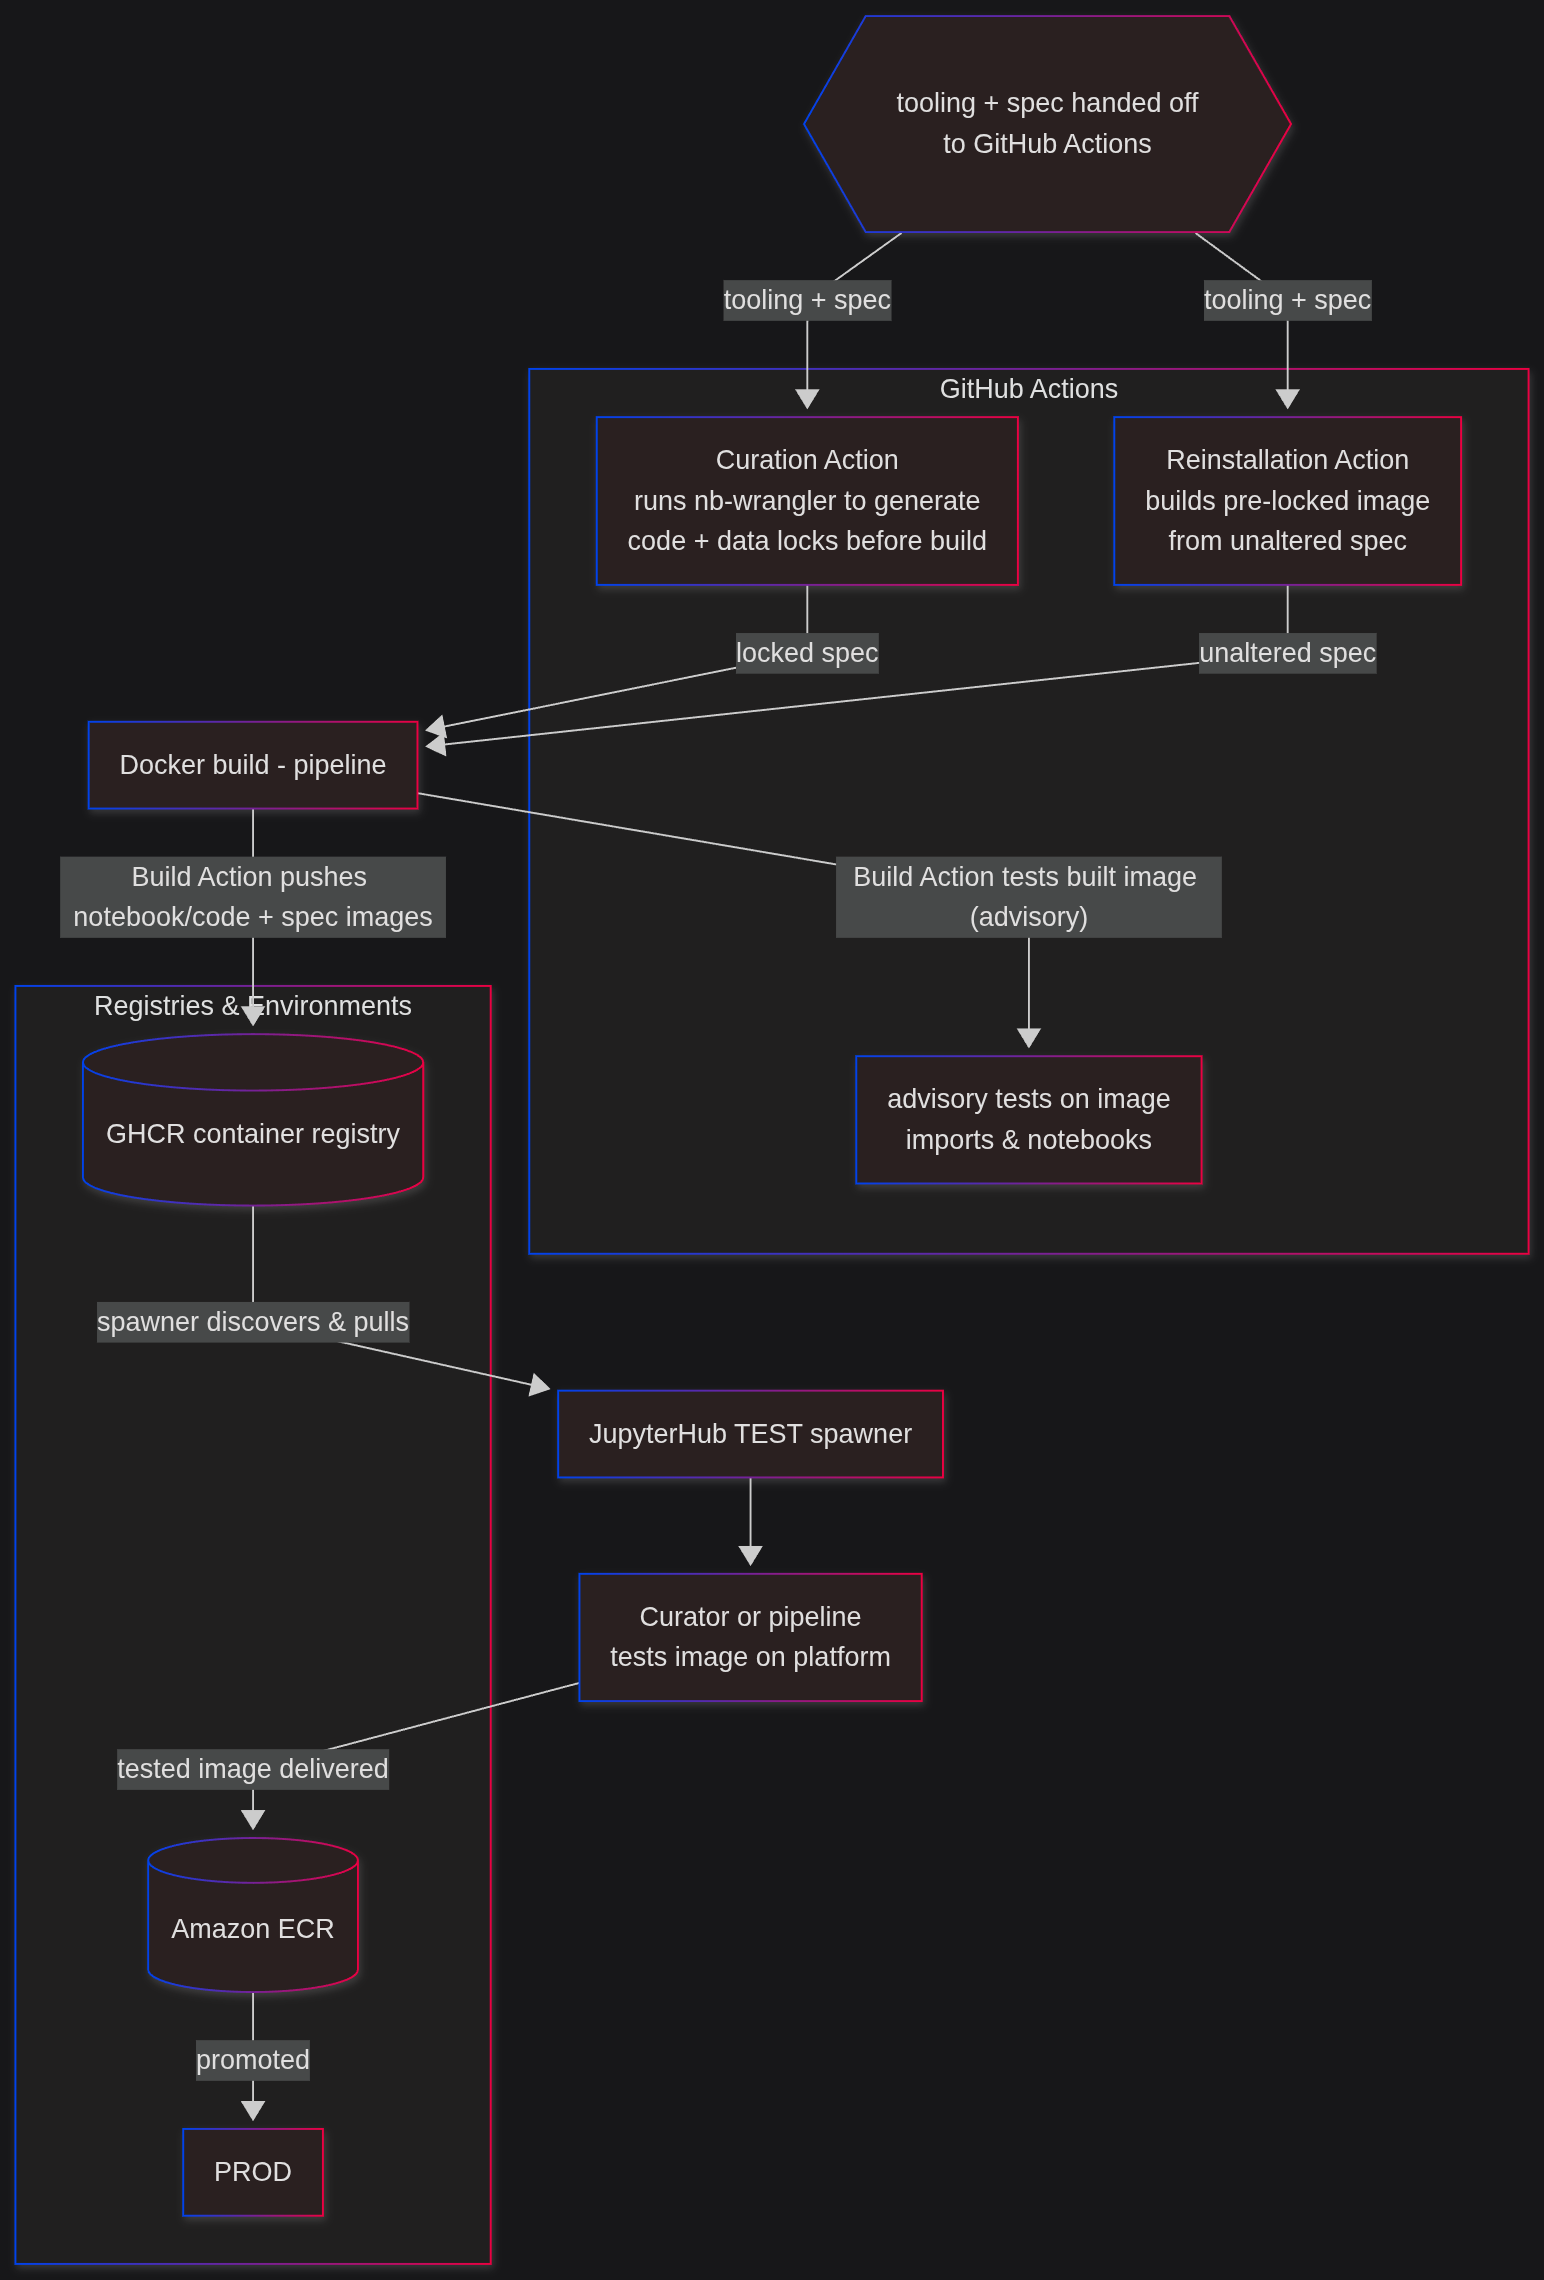 tooling + spec handed off
to GitHub Actions
tooling + spec
tooling + spec
GitHub Actions
Curation Action
runs nb-wrangler to generate
code + data locks before build
Reinstallation Action
builds pre-locked image
from unaltered spec
locked spec
unaltered spec
Docker build - pipeline
Build Action pushes
notebook/code + spec images
Build Action tests built image
(advisory)
Registries & Environments
GHCR container registry
advisory tests on image
imports & notebooks
spawner discovers & pulls
JupyterHub TEST spawner
Curator or pipeline
tests image on platform
tested image delivered
Amazon ECR
promoted
PROD